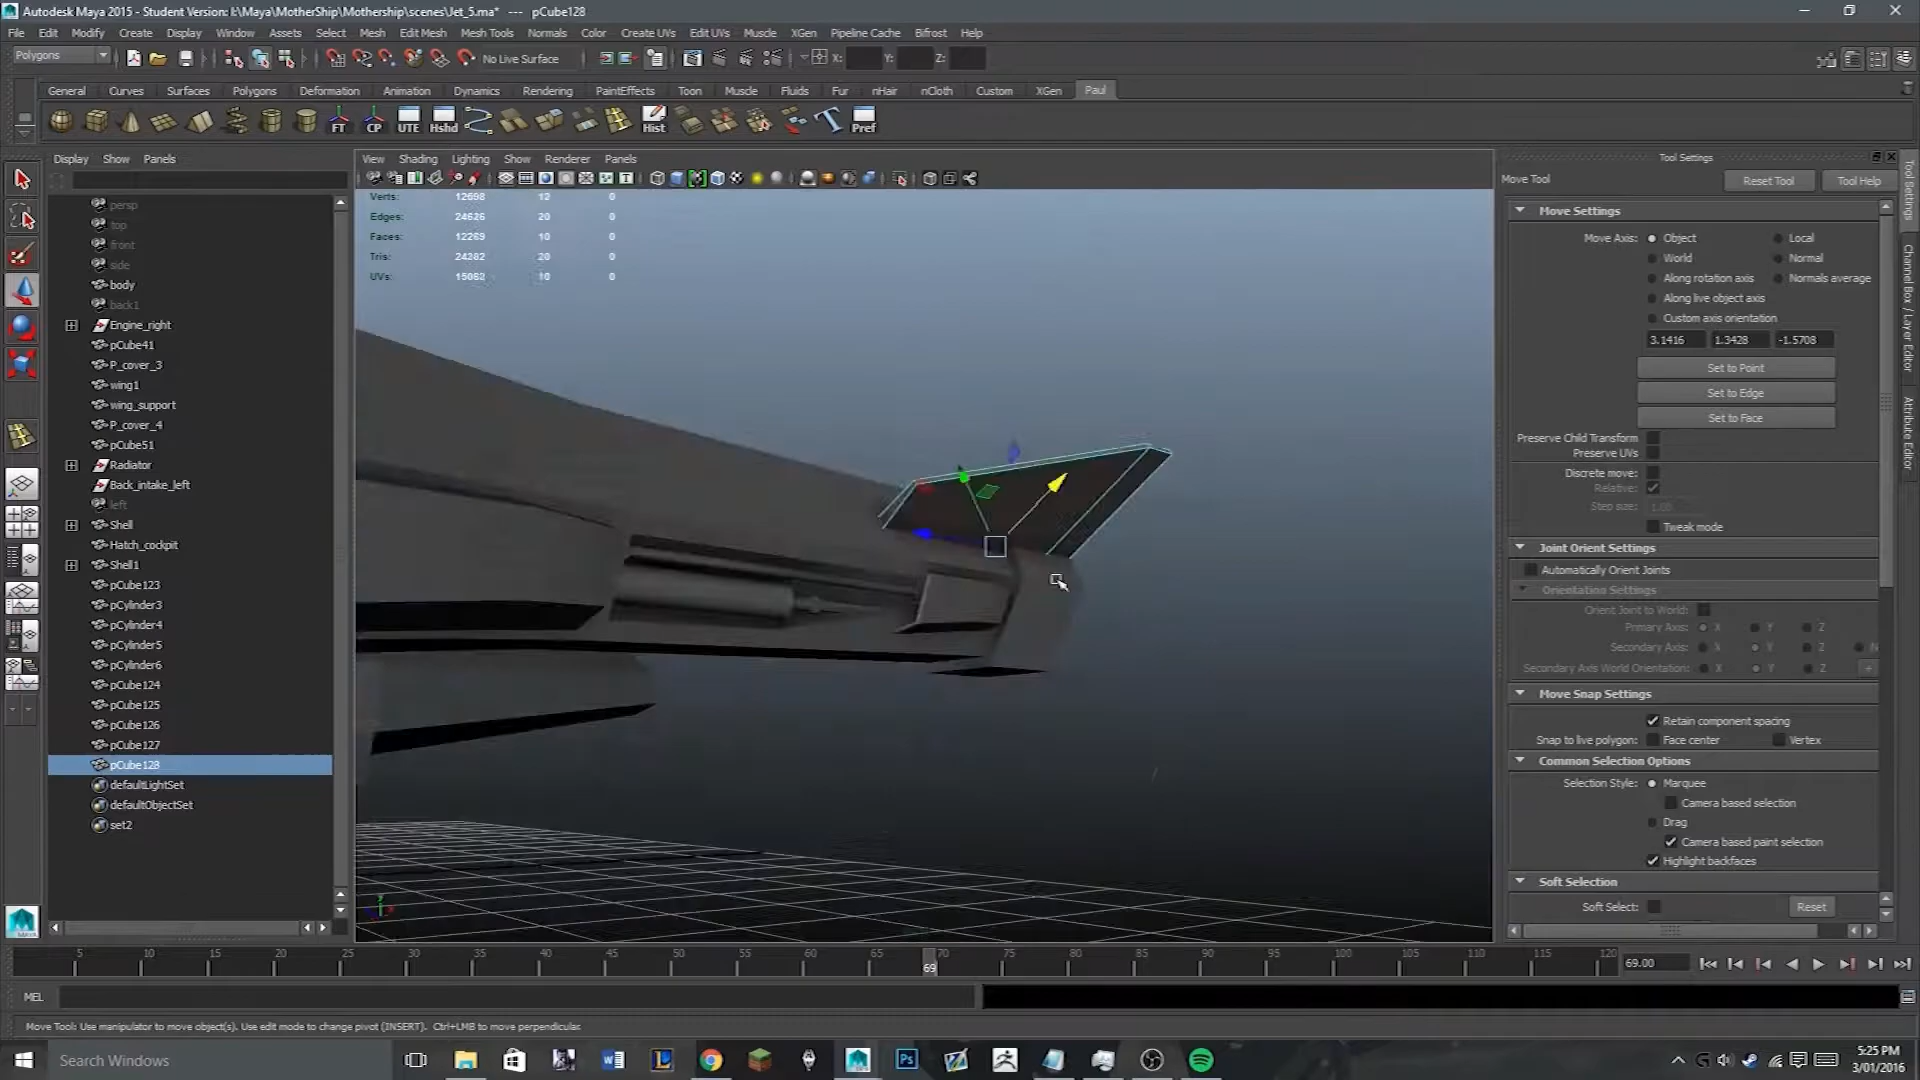 Autodesk Maya 2015 - Student Version: I:\Maya\MotherShip\Mothership\scenes\Jet_5.ma*   ---   pCube128
File Edit Modify Create Display Window Assets Select Mesh Edit Mesh Mesh Tools Normals Color Create UVs Edit UVs Muscle XGen Pipeline Cache Bifrost Help
Polygons No Live Surface X: Y: Z:
General Curves Surfaces Polygons Deformation Animation Dynamics Rendering PaintEffects Toon Muscle Fluids Fur nHair nCloth Custom XGen Paul
FT CP UTE Hshd Hist Pref
Display Show Panels
View Shading Lighting Show Renderer Panels
Tool Settings
Move Tool Reset Tool Tool Help
persp
top
front
side
body
back1
Engine_right
pCube41
P_cover_3
wing1
wing_support
P_cover_4
pCube51
Radiator
Back_intake_left
left
Shell
Hatch_cockpit
Shell1
pCube123
pCylinder3
pCylinder4
pCylinder5
pCylinder6
pCube124
pCube125
pCube126
pCube127
pCube128
defaultLightSet
defaultObjectSet
set2
Verts: 12698 12 0
Edges: 24626 20 0
Faces: 12269 10 0
Tris: 24282 20 0
UVs: 15062 10 0
Move Settings
Move Axis: Object Local
World Normal
Along rotation axis Normals average
Along live object axis
Custom axis orientation
3.1416 1.3428 -1.5708
Set to Point
Set to Edge
Set to Face
Preserve Child Transform
Preserve UVs
Discrete move:
Relative:
Step size: 1.00
Tweak mode
Joint Orient Settings
Automatically Orient Joints
Orientation Settings
Orient Joint to World:
Primary Axis: X Y Z
Secondary Axis: X Y Z N
Secondary Axis World Orientation: X Y Z +
Move Snap Settings
Retain component spacing
Snap to live polygon: Face center Vertex
Common Selection Options
Selection Style: Marquee
Camera based selection
Drag
Camera based paint selection
Highlight backfaces
Soft Selection
Soft Select: Reset
Tool Settings
Channel Box / Layer Editor
Attribute Editor
5 10 15 20 25 30 35 40 45 50 55 60 65 70 75 80 85 90 95 100 105 110 115 120
69
69.00
MEL
Move Tool: Use manipulator to move object(s). Use edit mode to change pivot (INSERT). Ctrl+LMB to move perpendicular.
Search Windows
5:25 PM
3/01/2016